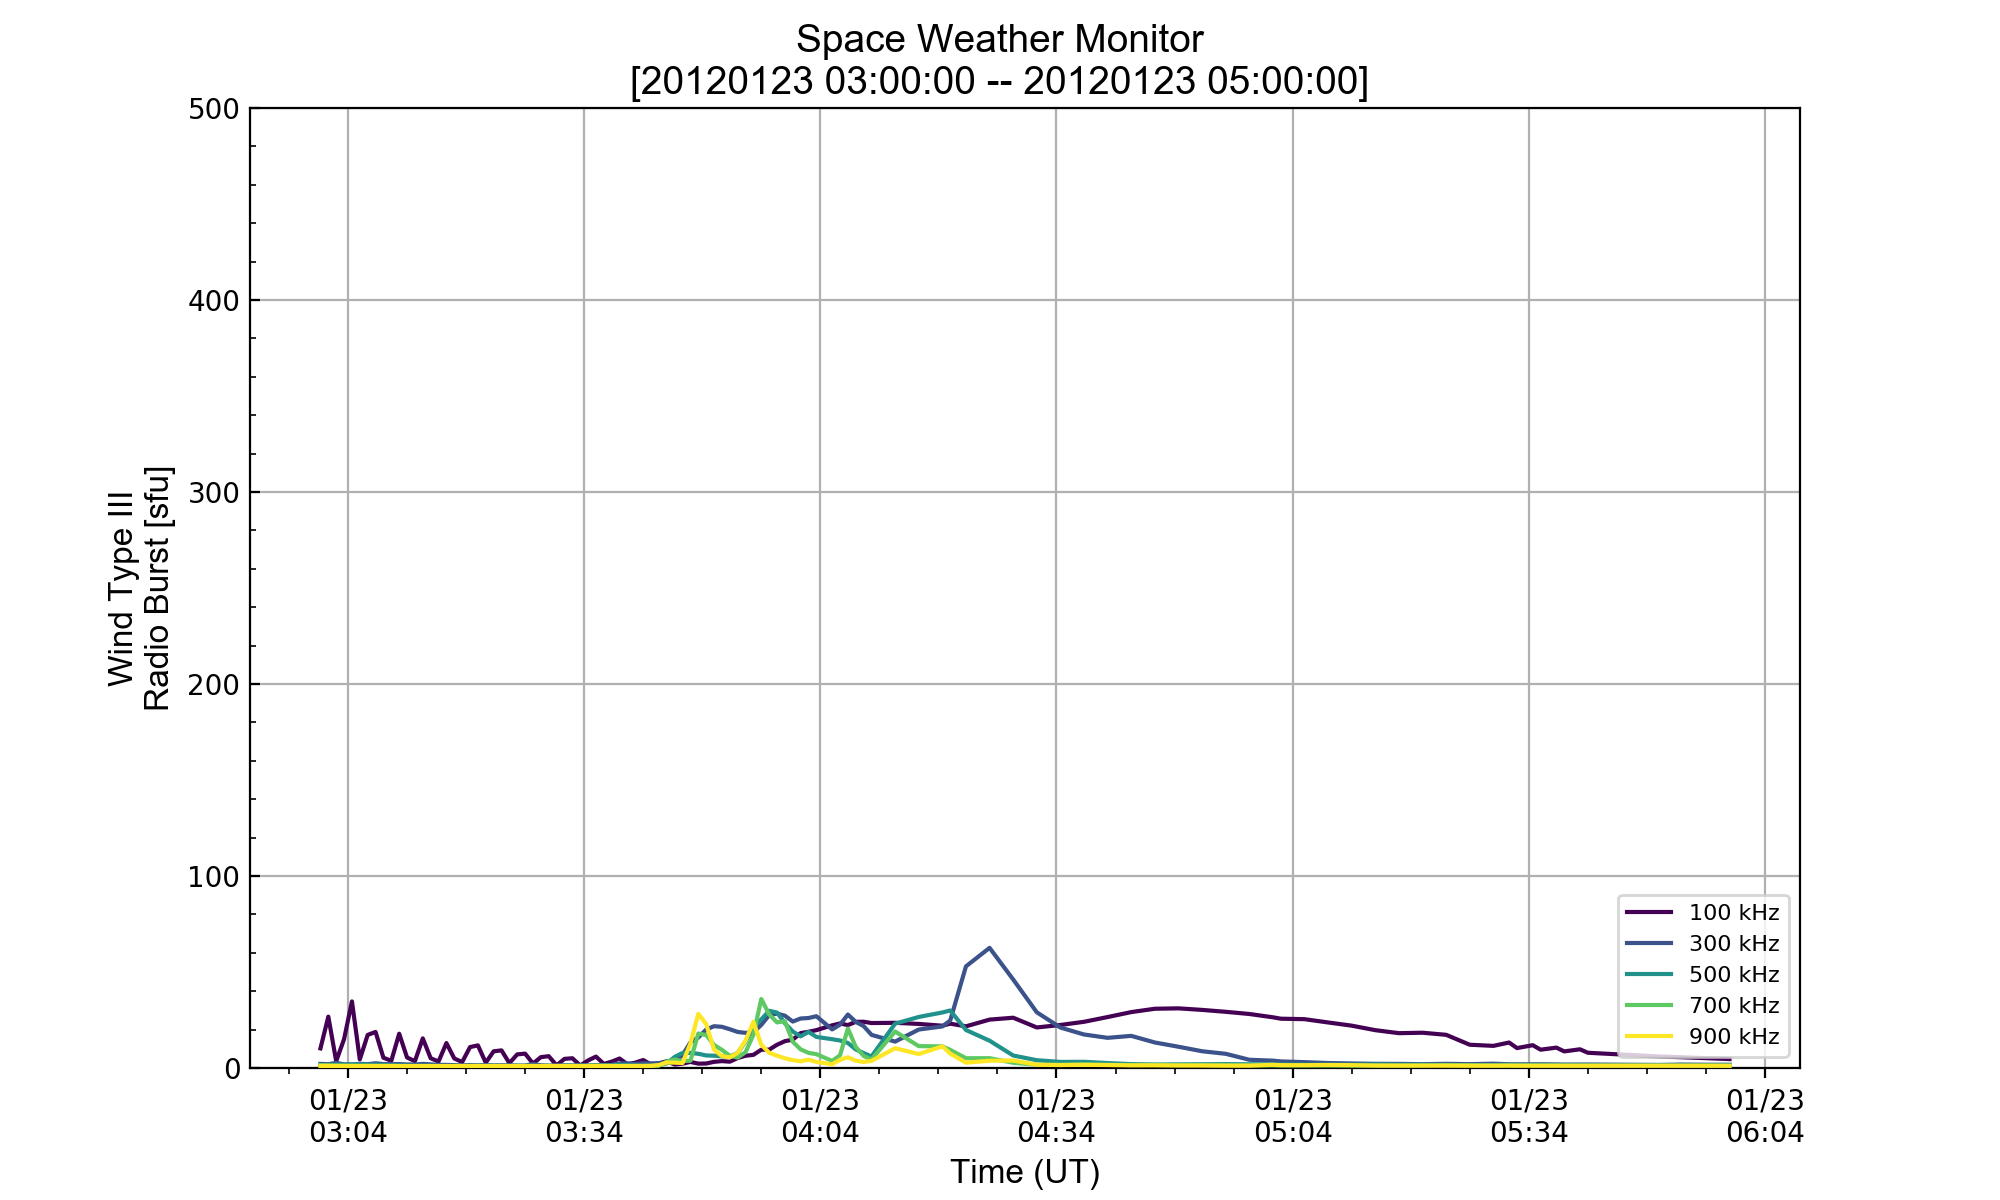 Space Weather Monitor
[20120123 03:00:00 -- 20120123 05:00:00]
Wind Type III
Radio Burst [sfu]
500
400
300
200
100
0
100 kHz
300 kHz
500 kHz
700 kHz
900 kHz
01/23 01/23 01/23 01/23 01/23 01/23 01/23
03:04 03:34 04:04 04:34 05:04 05:34 06:04
Time (UT)